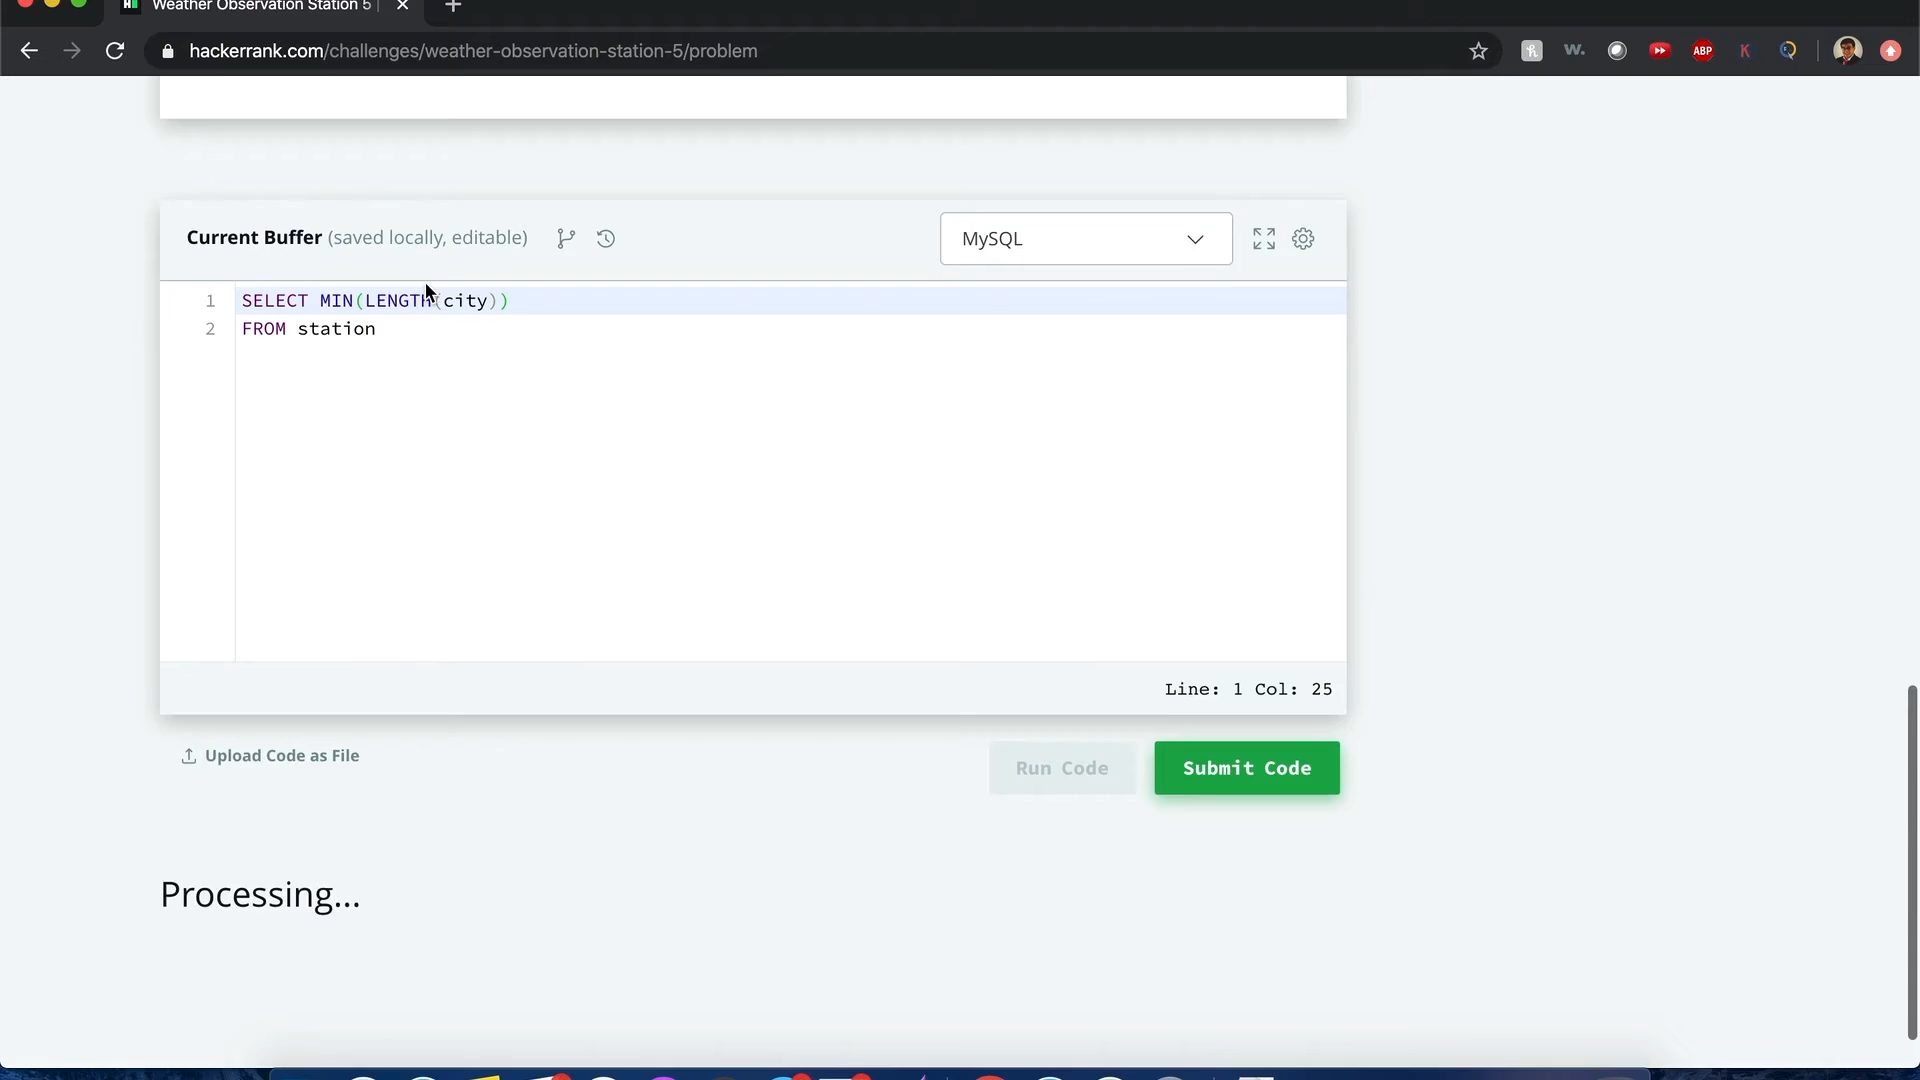 Weather Observation Station 5
hackerrank.com/challenges/weather-observation-station-5/problem
w.
ABP
K
Current Buffer (saved locally, editable)
MySQL
1 SELECT MIN(LENGTH(city))
2 FROM station
Line: 1 Col: 25
Upload Code as File
Run Code
Submit Code
Processing...